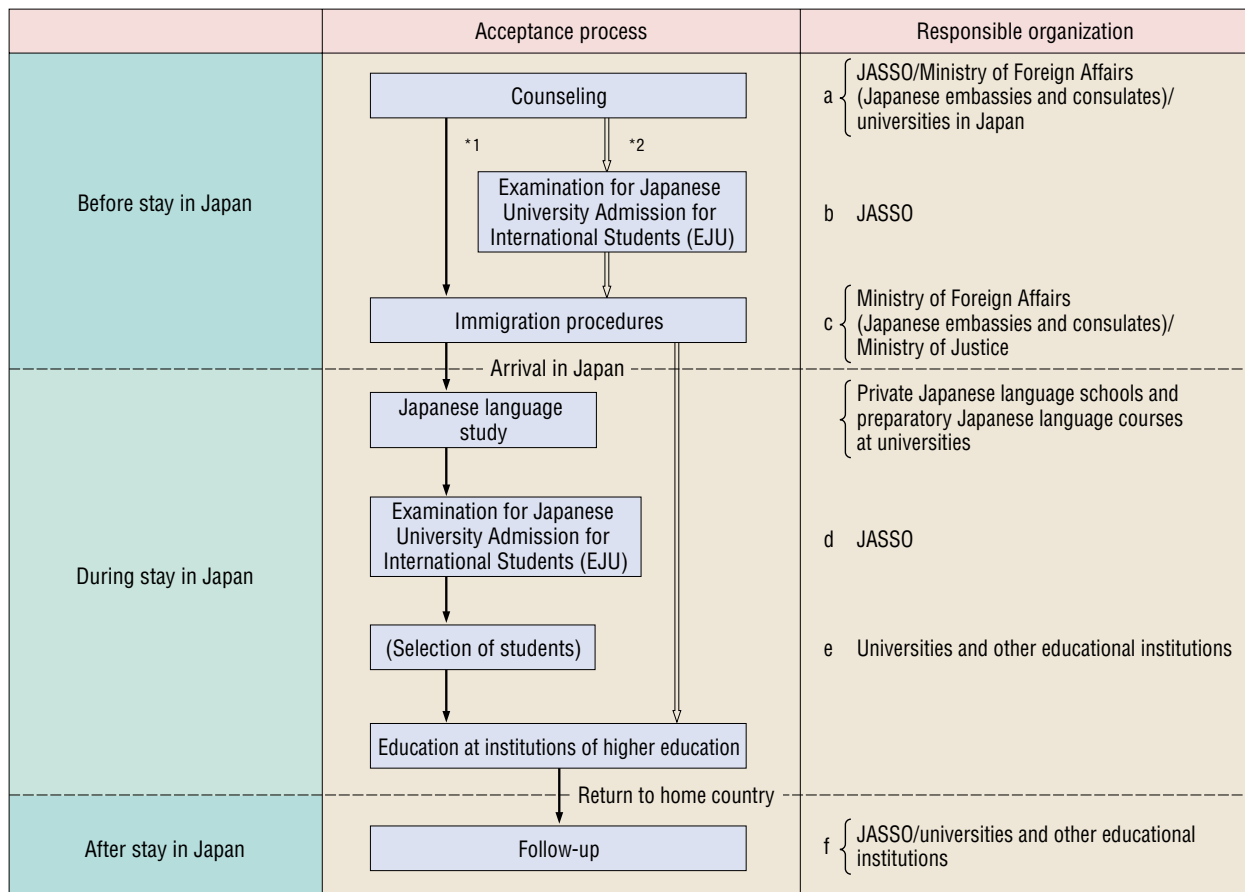 Acceptance process
Responsible organization
Before stay in Japan
Counseling
a
JASSO/Ministry of Foreign Affairs
(Japanese embassies and consulates)/
universities in Japan
*1
*2
Examination for Japanese
University Admission for
International Students (EJU)
b
JASSO
Immigration procedures
c
Ministry of Foreign Affairs
(Japanese embassies and consulates)/
Ministry of Justice
Arrival in Japan
During stay in Japan
Japanese language
study
Private Japanese language schools and
preparatory Japanese language courses
at universities
Examination for Japanese
University Admission for
International Students (EJU)
d
JASSO
(Selection of students)
e
Universities and other educational institutions
Education at institutions of higher education
Return to home country
After stay in Japan
Follow-up
f
JASSO/universities and other educational
institutions